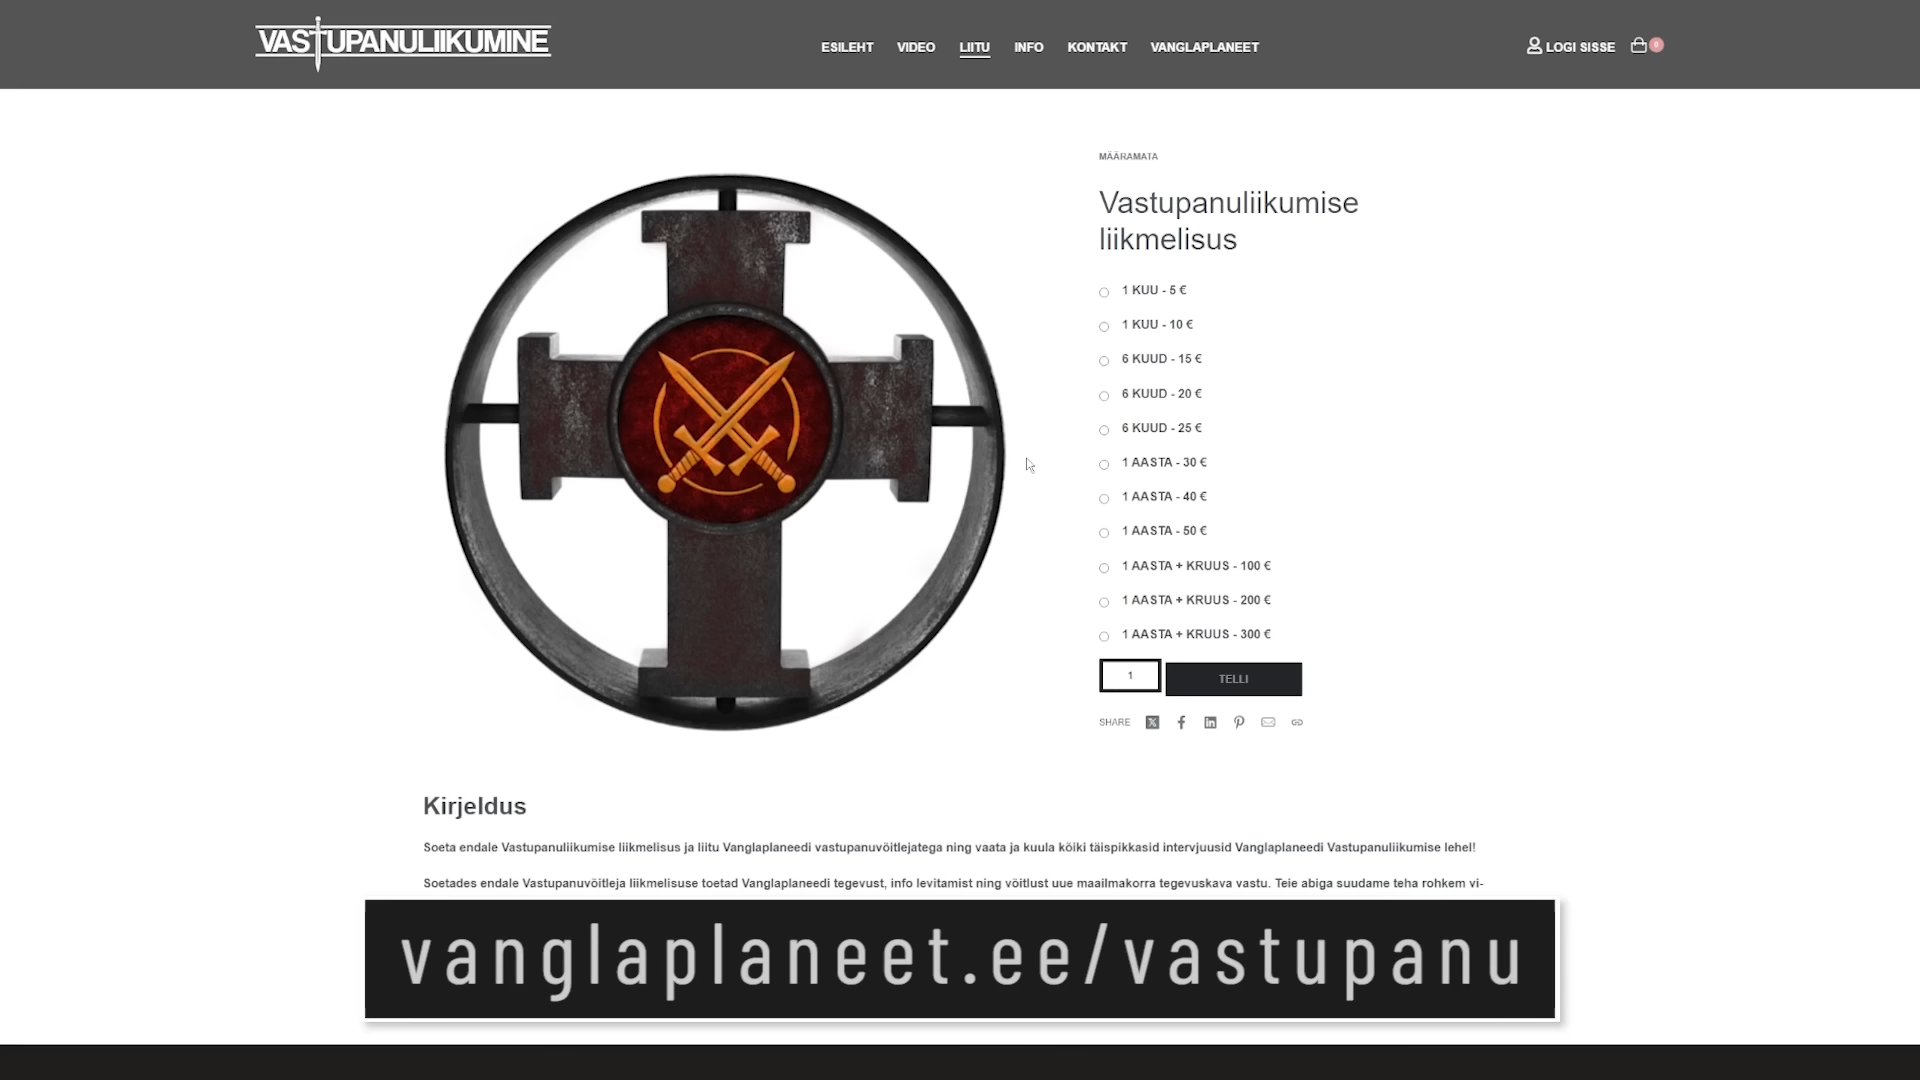 VASTUPANULIIKUMINE
ESILEHT VIDEO LIITU INFO KONTAKT VANGLAPLANEET
LOGI SISSE 0
MÄÄRAMATA
Vastupanuliikumise
liikmelisus
1 KUU - 5 €
1 KUU - 10 €
6 KUUD - 15 €
6 KUUD - 20 €
6 KUUD - 25 €
1 AASTA - 30 €
1 AASTA - 40 €
1 AASTA - 50 €
1 AASTA + KRUUS - 100 €
1 AASTA + KRUUS - 200 €
1 AASTA + KRUUS - 300 €
1 TELLI
SHARE
Kirjeldus
Soeta endale Vastupanuliikumise liikmelisus ja liitu Vanglaplaneedi vastupanuvõitlejatega ning vaata ja kuula kõiki täispikkasid intervjuusid Vanglaplaneedi Vastupanuliikumise lehel!
Soetades endale Vastupanuvõitleja liikmelisuse toetad Vanglaplaneedi tegevust, info levitamist ning võitlust uue maailmakorra tegevuskava vastu. Teie abiga suudame teha rohkem vi-
vanglaplaneet.ee/vastupanu